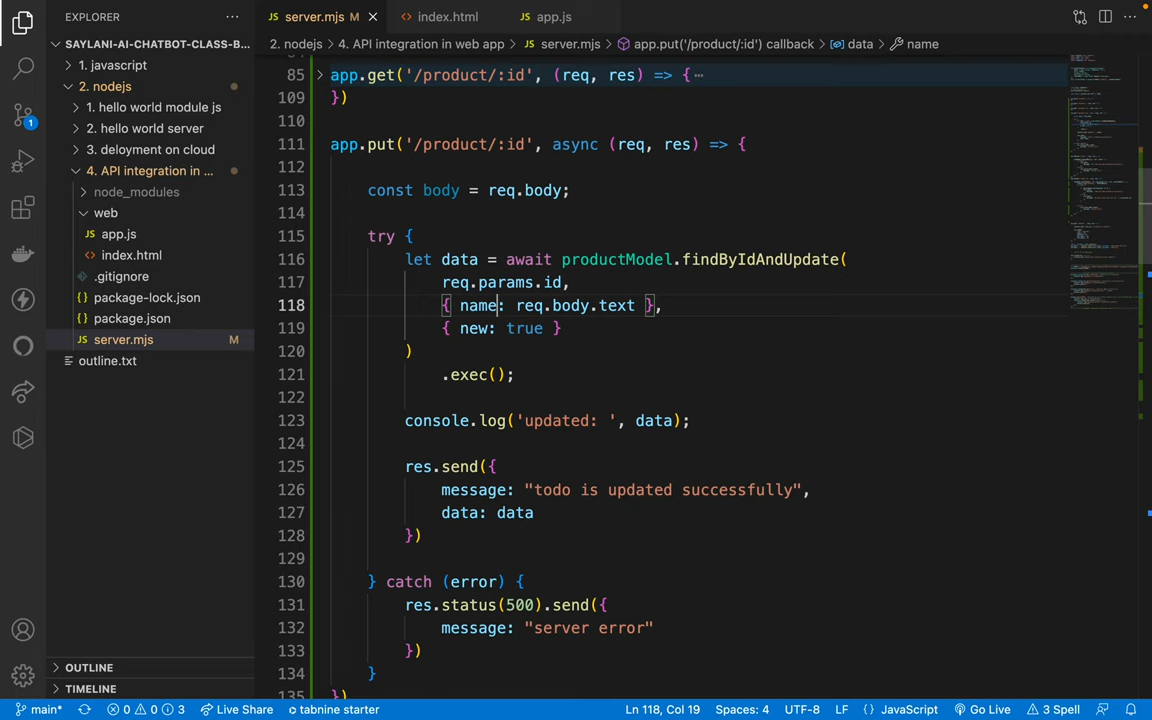 EXPLORER ···
server.mjs M
index.html
app.js
SAYLANI-AI-CHATBOT-CLASS-B...
1. javascript
2. nodejs
1. hello world module js
2. hello world server
3. deloyment on cloud
4. API integration in ...
node_modules
web
app.js
index.html
.gitignore
package-lock.json
package.json
server.mjs M
outline.txt
OUTLINE
TIMELINE
1
2. nodejs > 4. API integration in web app > JS server.mjs > app.put('/product/:id') callback > data > name
85 app.get('/product/:id', (req, res) => {···
109 })
110
111 app.put('/product/:id', async (req, res) => {
112
113 const body = req.body;
114
115 try {
116 let data = await productModel.findByIdAndUpdate(
117 req.params.id,
118 { name: req.body.text },
119 { new: true }
120 )
121 .exec();
122
123 console.log('updated: ', data);
124
125 res.send({
126 message: "todo is updated successfully",
127 data: data
128 })
129
130 } catch (error) {
131 res.status(500).send({
132 message: "server error"
133 })
134 }
135 })
main* 0 0 3 Live Share tabnine starter Ln 118, Col 19 Spaces: 4 UTF-8 LF {} JavaScript Go Live 3 Spell